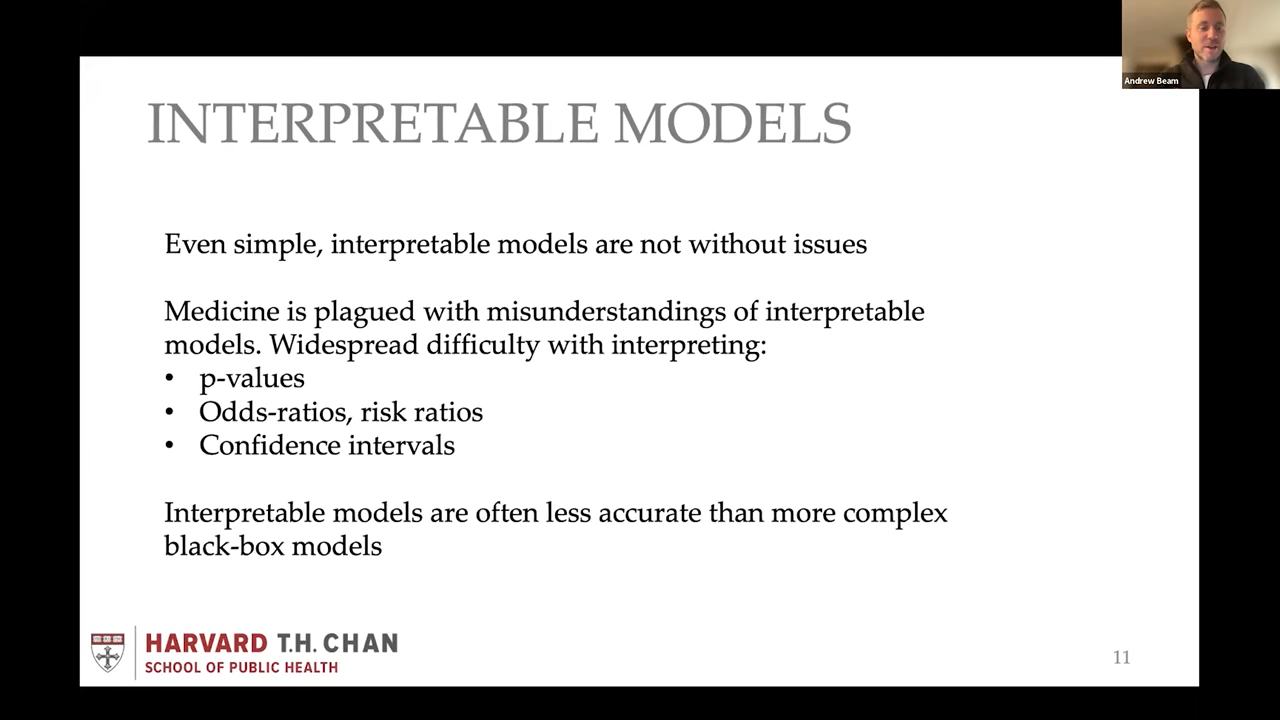 Andrew Beam
INTERPRETABLE MODELS
Even simple, interpretable models are not without issues
Medicine is plagued with misunderstandings of interpretable
models. Widespread difficulty with interpreting:
• p-values
• Odds-ratios, risk ratios
• Confidence intervals
Interpretable models are often less accurate than more complex
black-box models
HARVARD T.H. CHAN
SCHOOL OF PUBLIC HEALTH
11